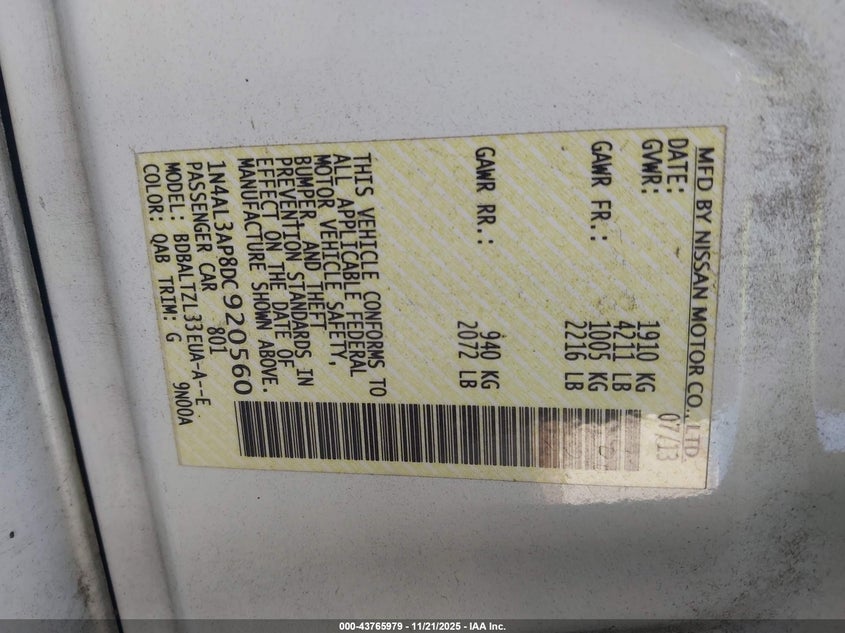 MFD BY NISSAN MOTOR CO., LTD.
DATE: 07/13
GVWR: 1910 KG
4211 LB
GAWR FR.: 1005 KG
2216 LB
GAWR RR.: 940 KG
2072 LB
THIS VEHICLE CONFORMS TO
ALL APPLICABLE FEDERAL
MOTOR VEHICLE SAFETY,
BUMPER, AND THEFT
PREVENTION STANDARDS IN
EFFECT ON THE DATE OF
MANUFACTURE SHOWN ABOVE.
1N4AL3AP8DC920560
PASSENGER CAR 801
MODEL: BDBALTZL33EUA-A--E
COLOR: QAB TRIM: G 9N00A
000-43765979 - 11/21/2025 - IAA Inc.